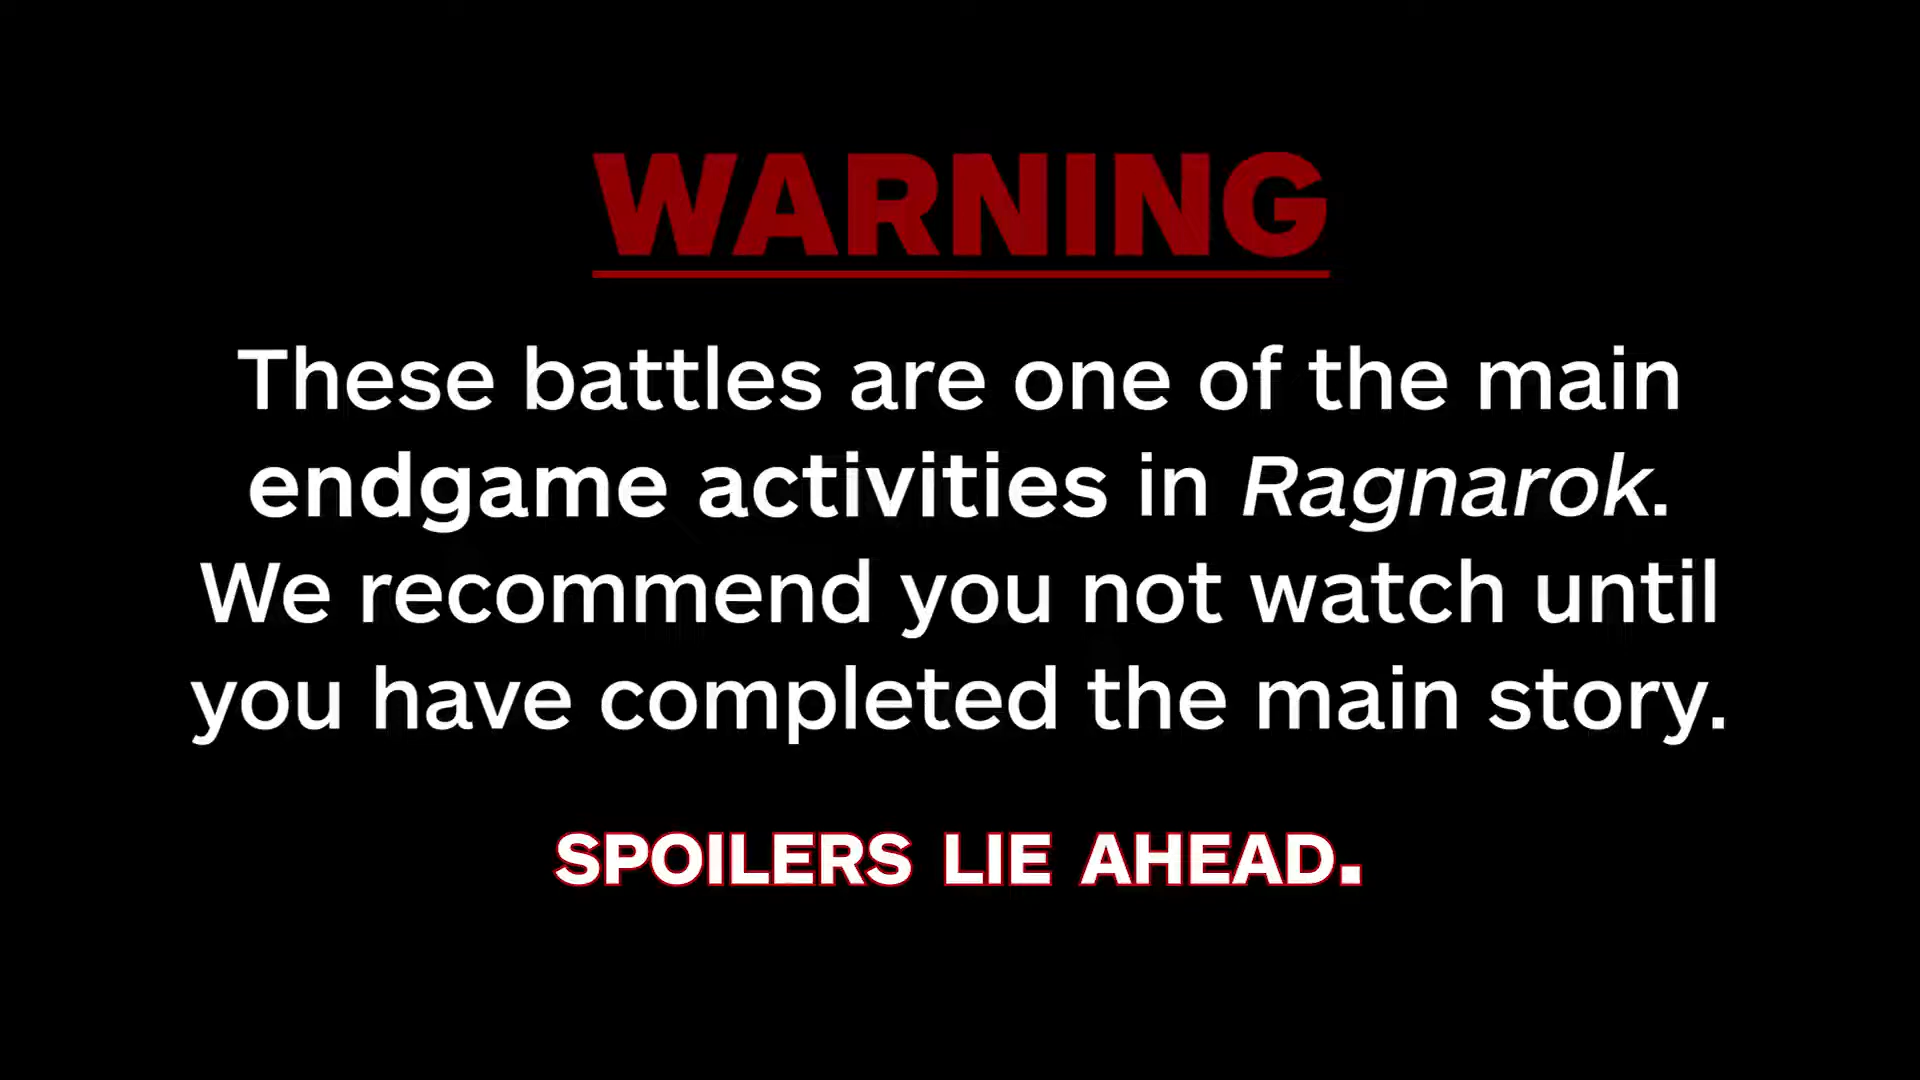 WARNING
These battles are one of the main
endgame activities in Ragnarok.
We recommend you not watch until
you have completed the main story.
SPOILERS LIE AHEAD.